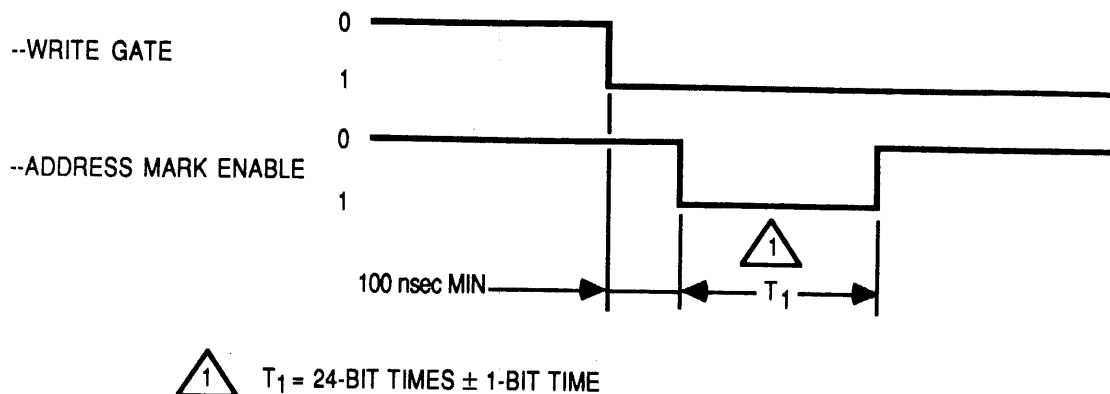 0
--WRITE GATE
1
0
--ADDRESS MARK ENABLE
1
1
100 nsec MIN
T1
1 T1 = 24-BIT TIMES ± 1-BIT TIME